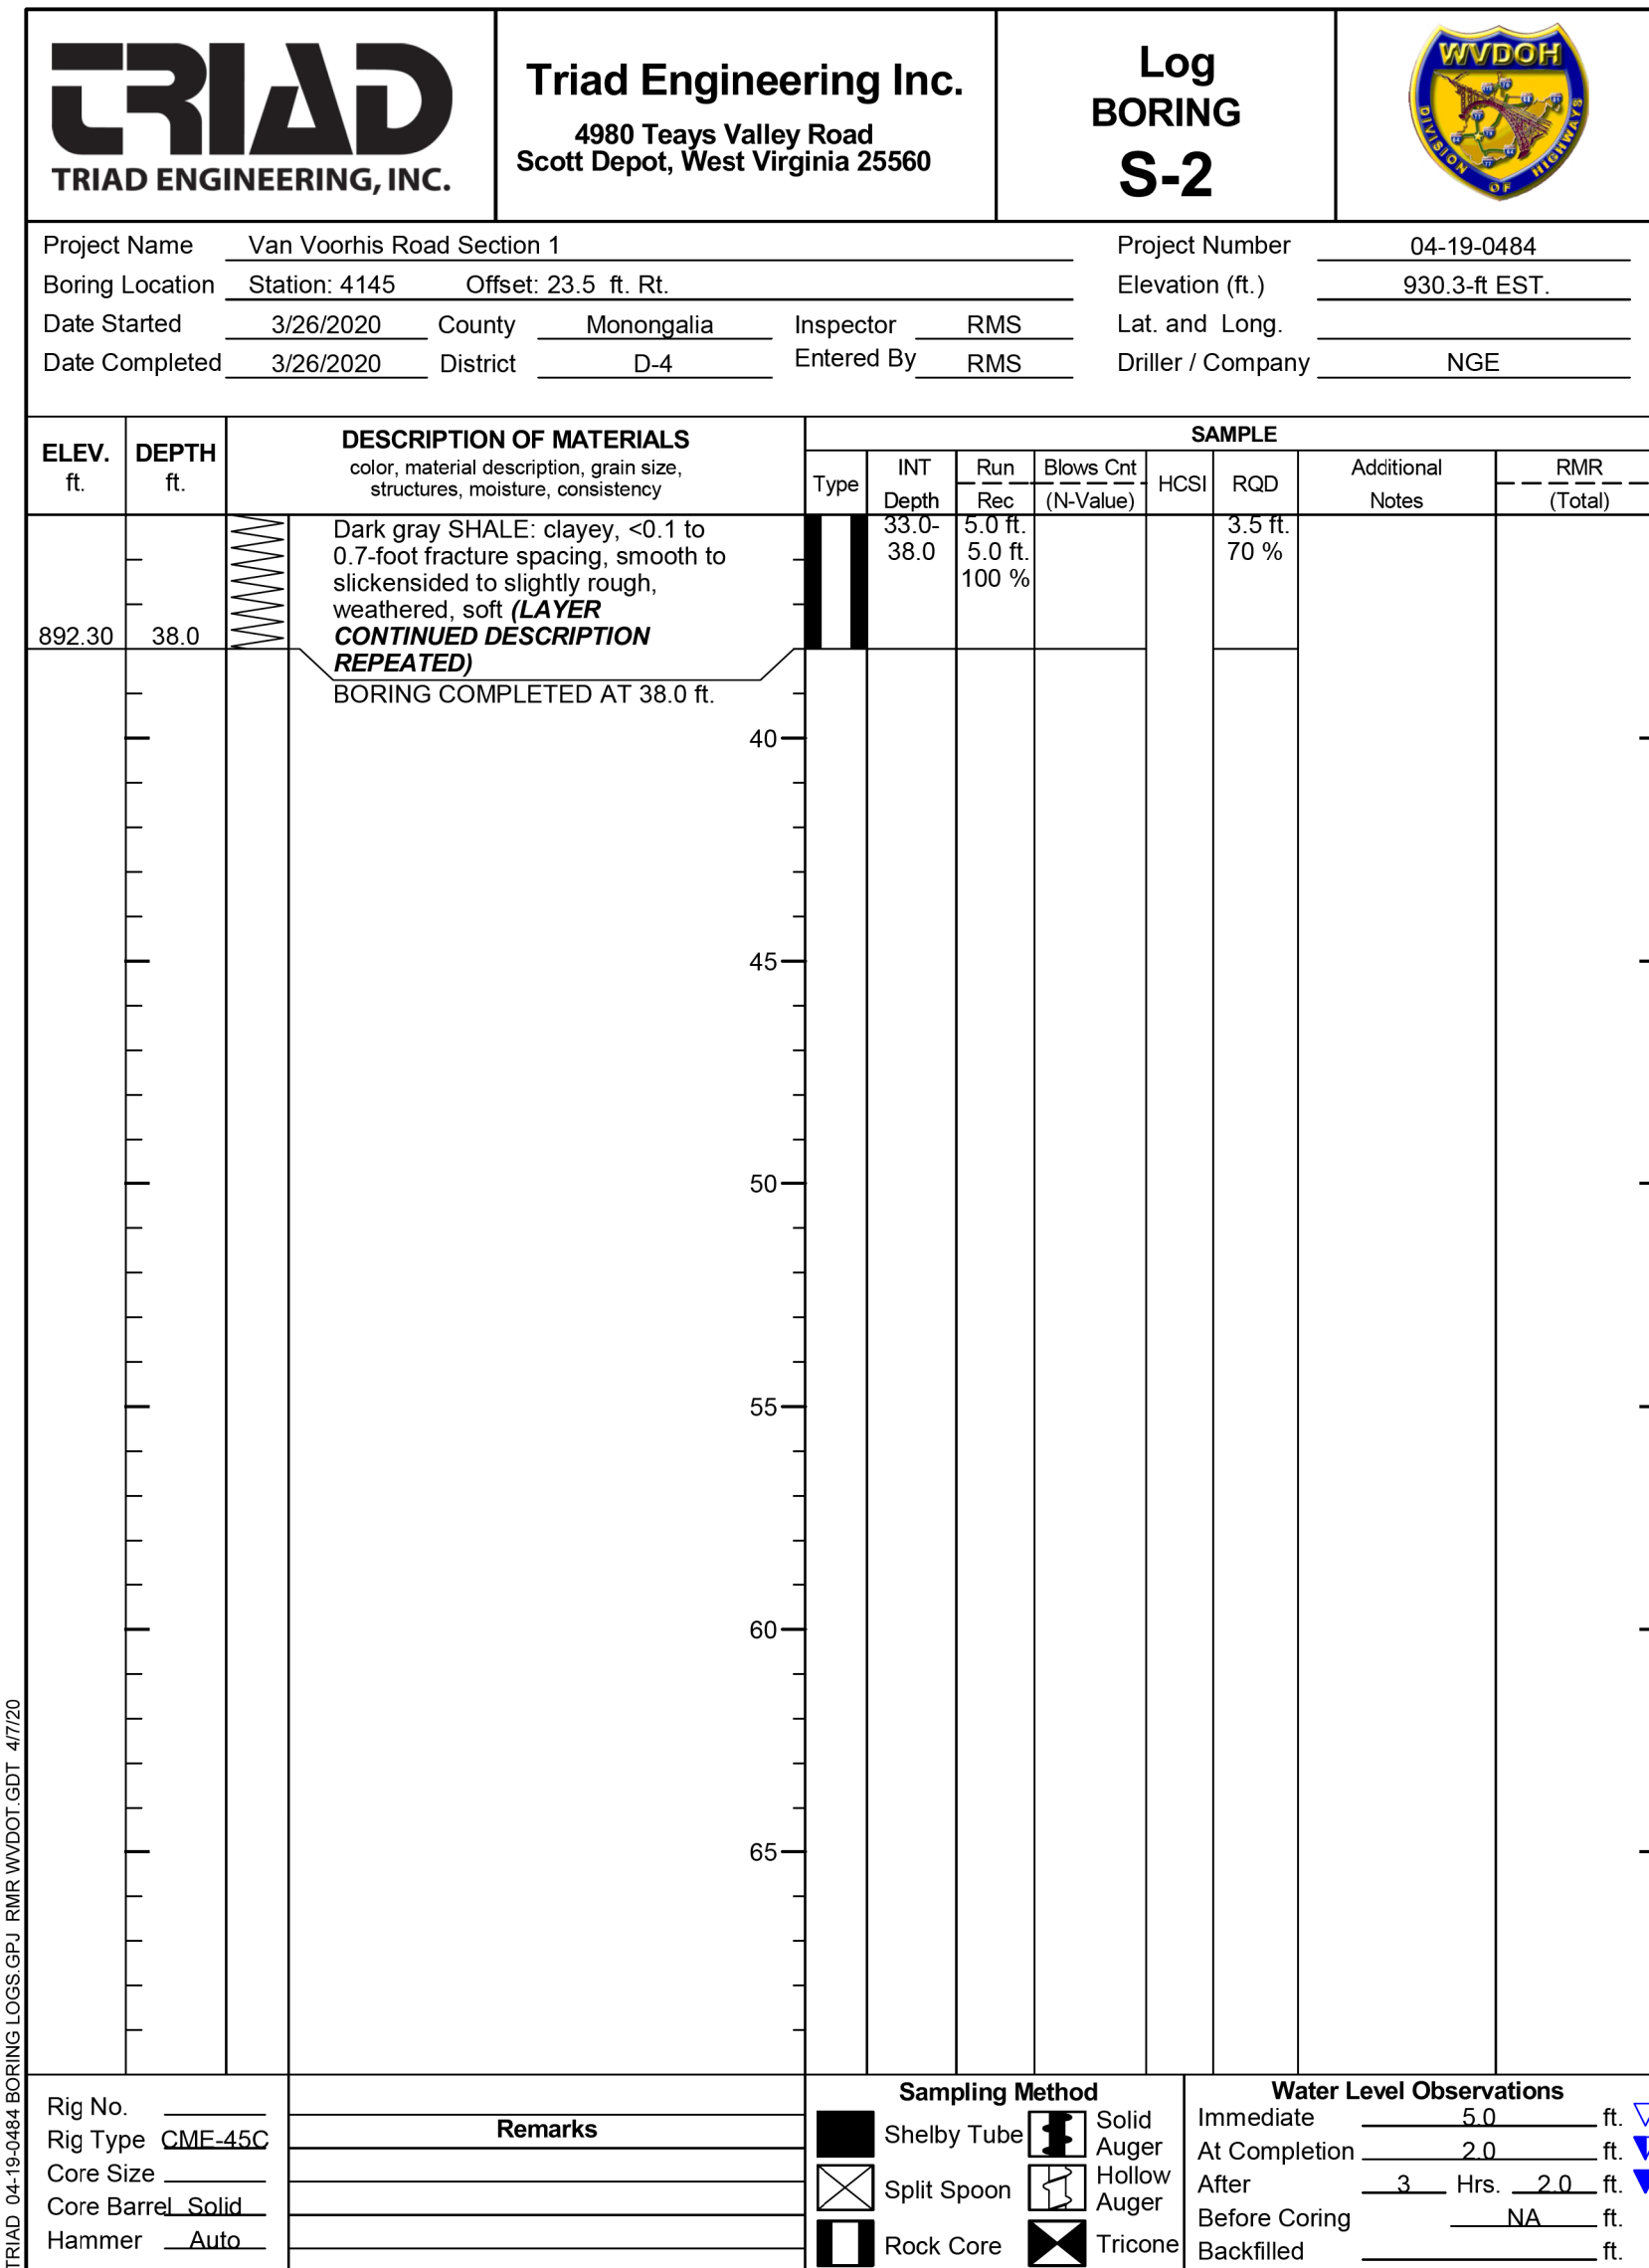 TRIAD
TRIAD ENGINEERING, INC.
Triad Engineering Inc.
4980 Teays Valley Road
Scott Depot, West Virginia 25560
Log
BORING
S-2
WVDOH
DIVISION OF HIGHWAYS
Project Name Van Voorhis Road Section 1
Project Number 04-19-0484
Boring Location Station: 4145 Offset: 23.5 ft. Rt.
Elevation (ft.) 930.3-ft EST.
Date Started 3/26/2020 County Monongalia Inspector RMS
Lat. and Long.
Date Completed 3/26/2020 District D-4 Entered By RMS
Driller / Company NGE
ELEV. ft.
DEPTH ft.
DESCRIPTION OF MATERIALS
color, material description, grain size,
structures, moisture, consistency
SAMPLE
Type
INT Depth
Run Rec
Blows Cnt (N-Value)
HCSI
RQD
Additional Notes
RMR (Total)
Dark gray SHALE: clayey, <0.1 to
0.7-foot fracture spacing, smooth to
slickensided to slightly rough,
weathered, soft (LAYER
CONTINUED DESCRIPTION
REPEATED)
892.30 38.0
33.0-
38.0
5.0 ft.
5.0 ft.
100 %
3.5 ft.
70 %
BORING COMPLETED AT 38.0 ft.
40
45
50
55
60
65
TRIAD 04-19-0484 BORING LOGS.GPJ RMR WVDOT.GDT 4/7/20
Rig No.
Rig Type CME-45C
Core Size
Core Barrel Solid
Hammer Auto
Remarks
Sampling Method
Shelby Tube
Solid Auger
Split Spoon
Hollow Auger
Rock Core
Tricone
Water Level Observations
Immediate 5.0 ft.
At Completion 2.0 ft.
After 3 Hrs. 2.0 ft.
Before Coring NA ft.
Backfilled ft.